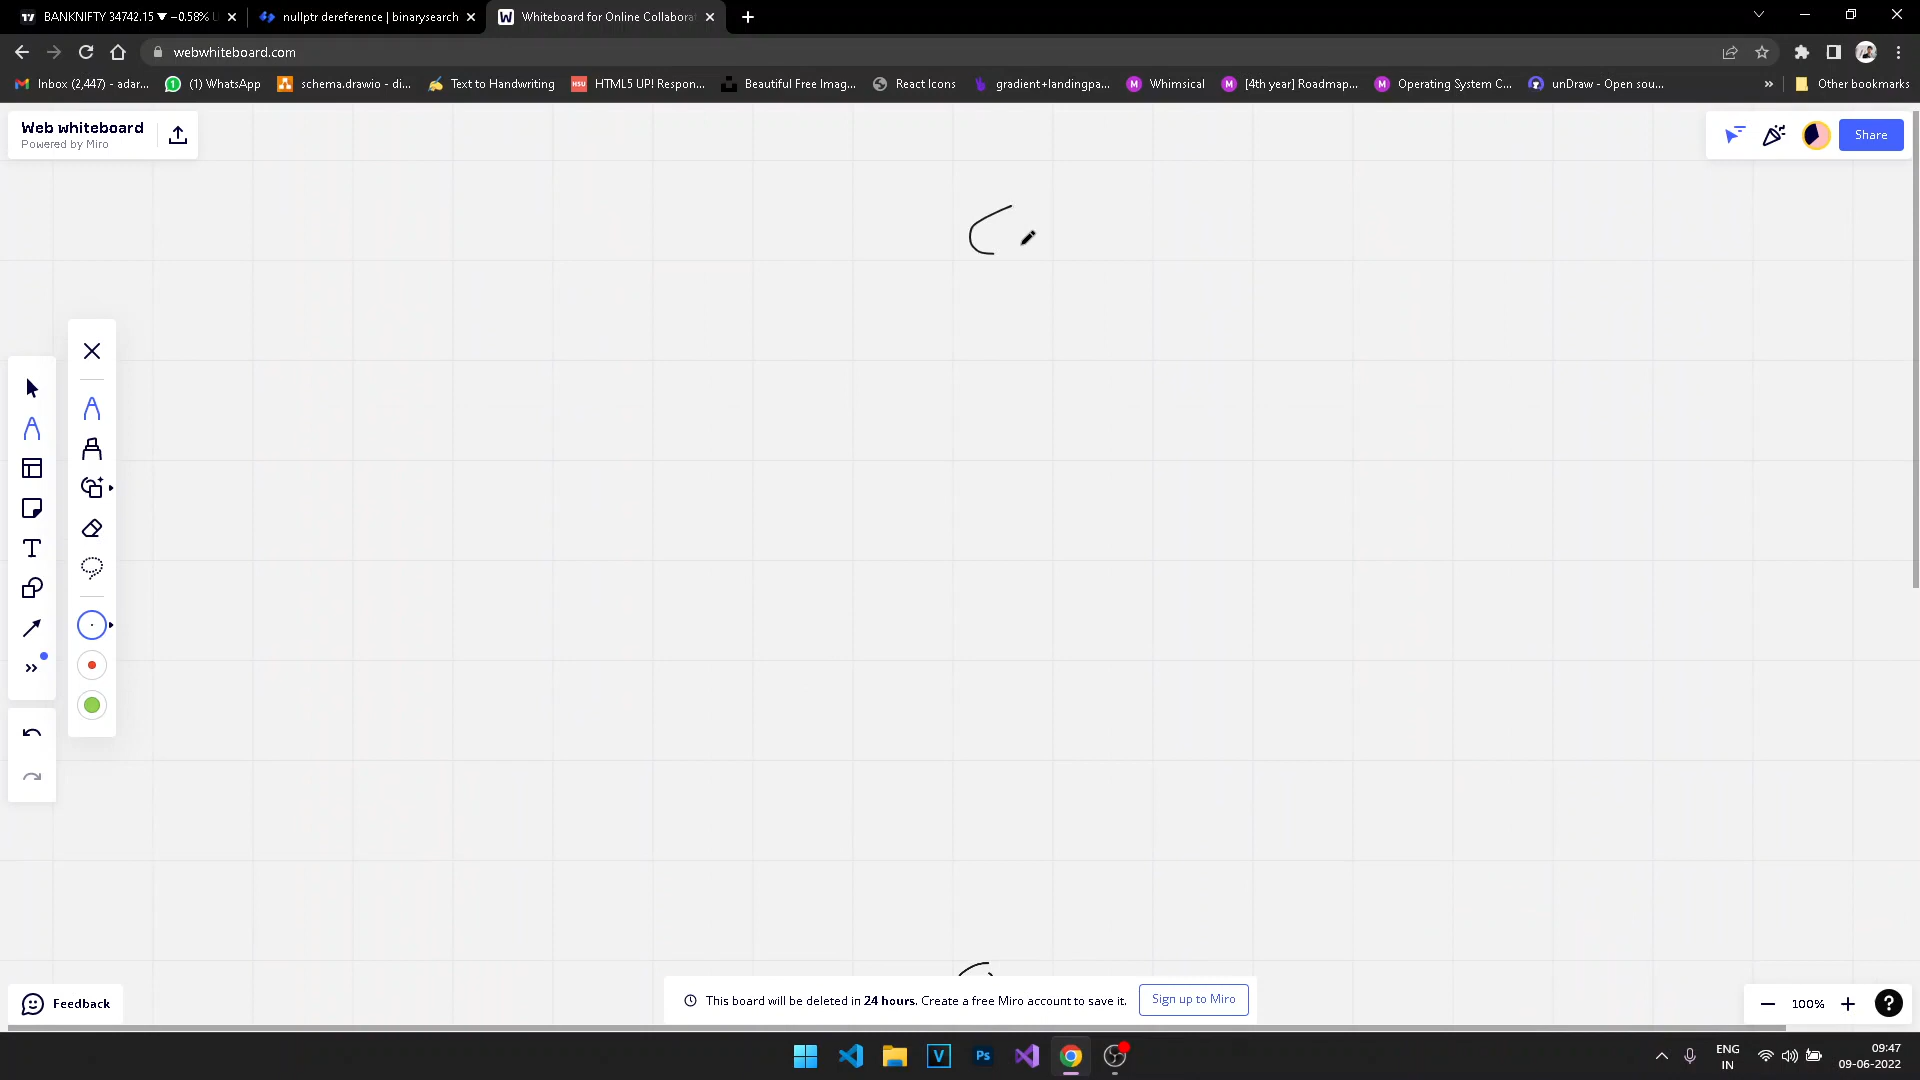 BANKNIFTY 34742.15 ▼ −0.58%
nullptr dereference | binarysearch
Whiteboard for Online Collabora
webwhiteboard.com
Inbox (2,447) - adar...
(1) WhatsApp
schema.drawio - di...
Text to Handwriting
HTML5 UP! Respon...
Beautiful Free Imag...
React Icons
gradient+landingpa...
Whimsical
[4th year] Roadmap...
Operating System C...
unDraw - Open sou...
»
Other bookmarks
Web whiteboard
Powered by Miro
Share
Feedback
This board will be deleted in 24 hours. Create a free Miro account to save it.
Sign up to Miro
100%
?
ENG
IN
09:47
09-06-2022